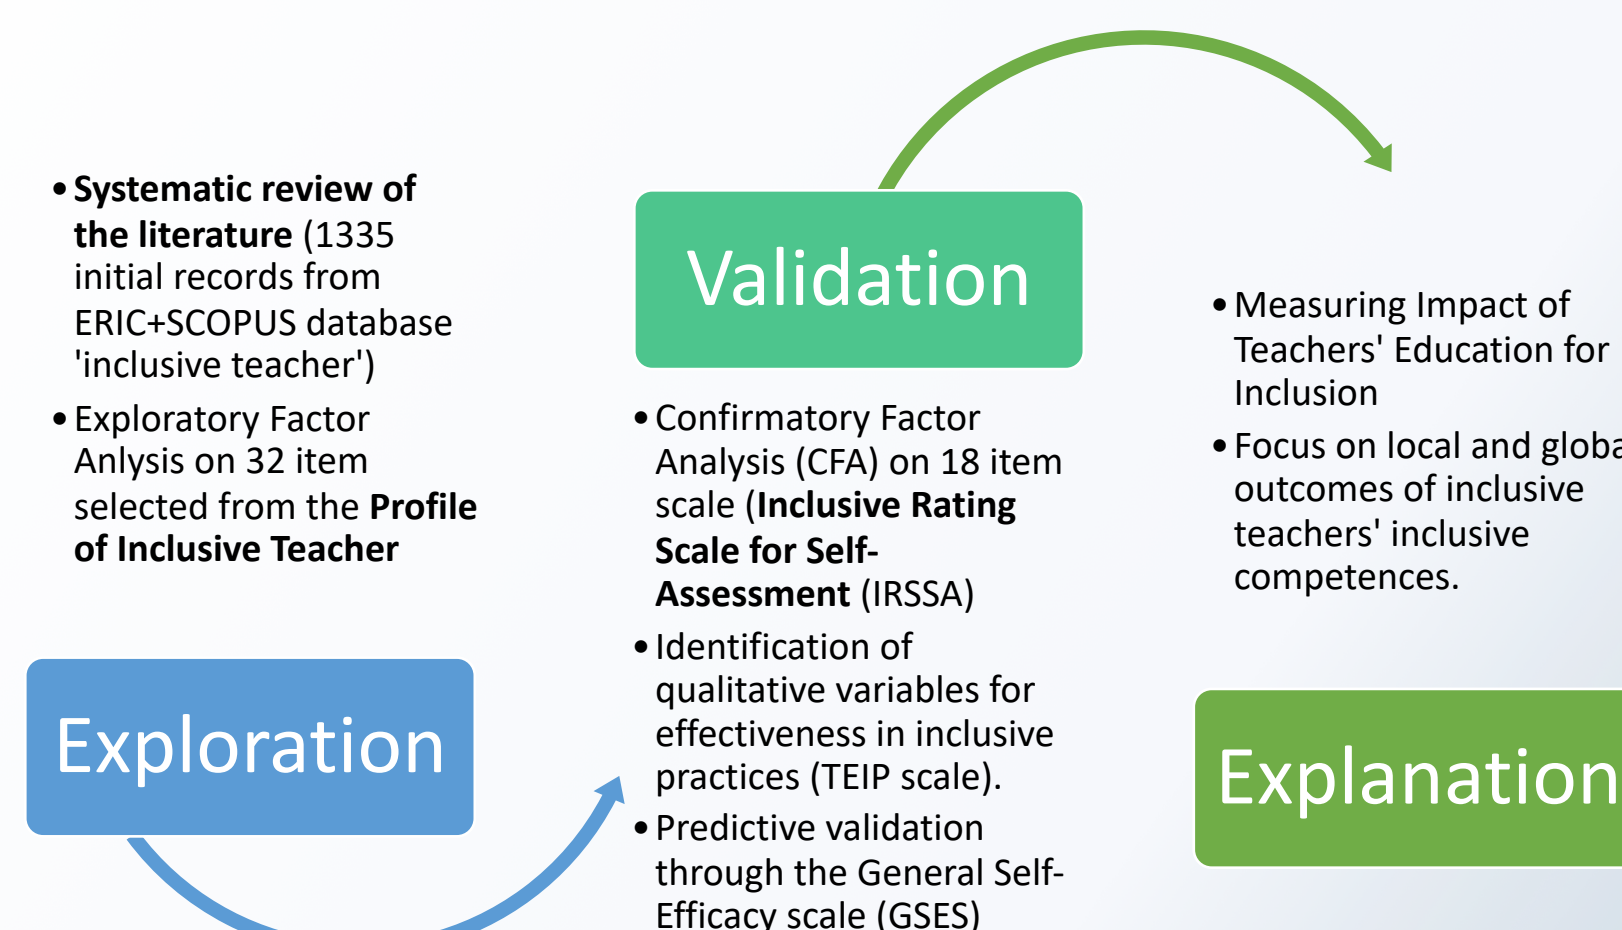 •Systematic review of
the literature (1335
initial records from
ERIC+SCOPUS database
'inclusive teacher')
•Exploratory Factor
Anlysis on 32 item
selected from the Profile
of Inclusive Teacher
Exploration
Validation
•Confirmatory Factor
Analysis (CFA) on 18 item
scale (Inclusive Rating
Scale for Self-
Assessment (IRSSA)
•Identification of
qualitative variables for
effectiveness in inclusive
practices (TEIP scale).
•Predictive validation
through the General Self-
Efficacy scale (GSES)
•Measuring Impact of
Teachers' Education for
Inclusion
•Focus on local and globa
outcomes of inclusive
teachers' inclusive
competences.
Explanation